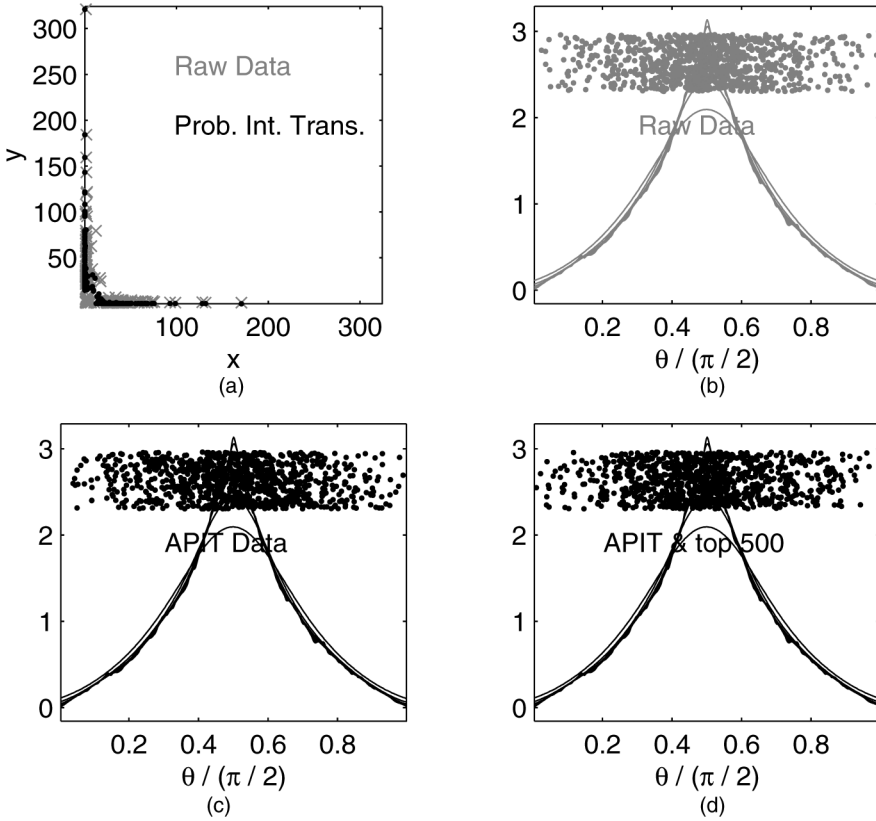 300
250
200
150
100
50
y
Raw Data
Prob. Int. Trans.
100
200
300
x
(a)
3
2
1
0
Raw Data
0.2
0.4
0.6
0.8
θ / (π / 2)
(b)
3
2
1
0
APIT Data
0.2
0.4
0.6
0.8
θ / (π / 2)
(c)
3
2
1
0
APIT & top 500
0.2
0.4
0.6
0.8
θ / (π / 2)
(d)